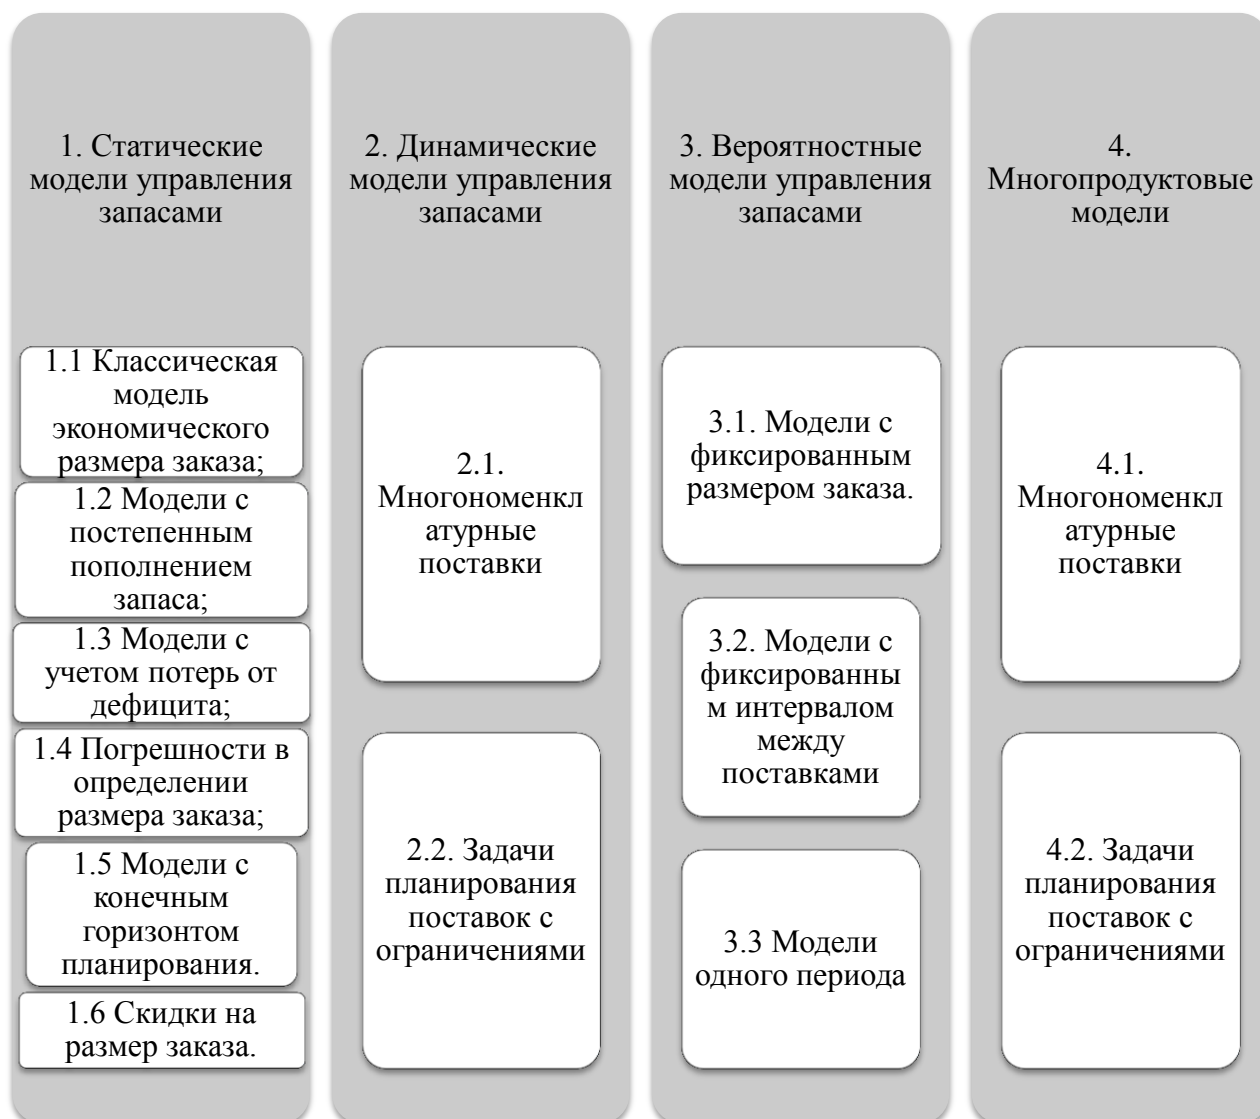 1. Статические
модели управления
запасами
1.1 Классическая
модель
экономического
размера заказа;
1.2 Модели с
постепенным
пополнением
запаса;
1.3 Модели с
учетом потерь от
дефицита;
1.4 Погрешности в
определении
размера заказа;
1.5 Модели с
конечным
горизонтом
планирования.
1.6 Скидки на
размер заказа.
2. Динамические
модели управления
запасами
2.1.
Многономенкл
атурные
поставки
2.2. Задачи
планирования
поставок с
ограничениями
3. Вероятностные
модели управления
запасами
3.1. Модели с
фиксированным
размером заказа.
3.2. Модели с
фиксированны
м интервалом
между
поставками
3.3 Модели
одного периода
4.
Многопродуктовые
модели
4.1.
Многономенкл
атурные
поставки
4.2. Задачи
планирования
поставок с
ограничениями